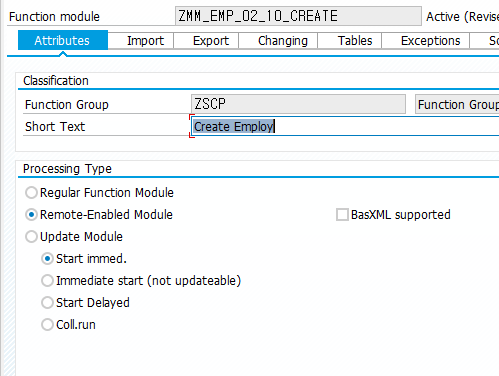 Function module ZMM_EMP_02_10_CREATE Active (Revise
Attributes Import Export Changing Tables Exceptions So
Classification
Function Group ZSCP Function Group
Short Text Create Employ
Processing Type
Regular Function Module
Remote-Enabled Module BasXML supported
Update Module
Start immed.
Immediate start (not updateable)
Start Delayed
Coll.run